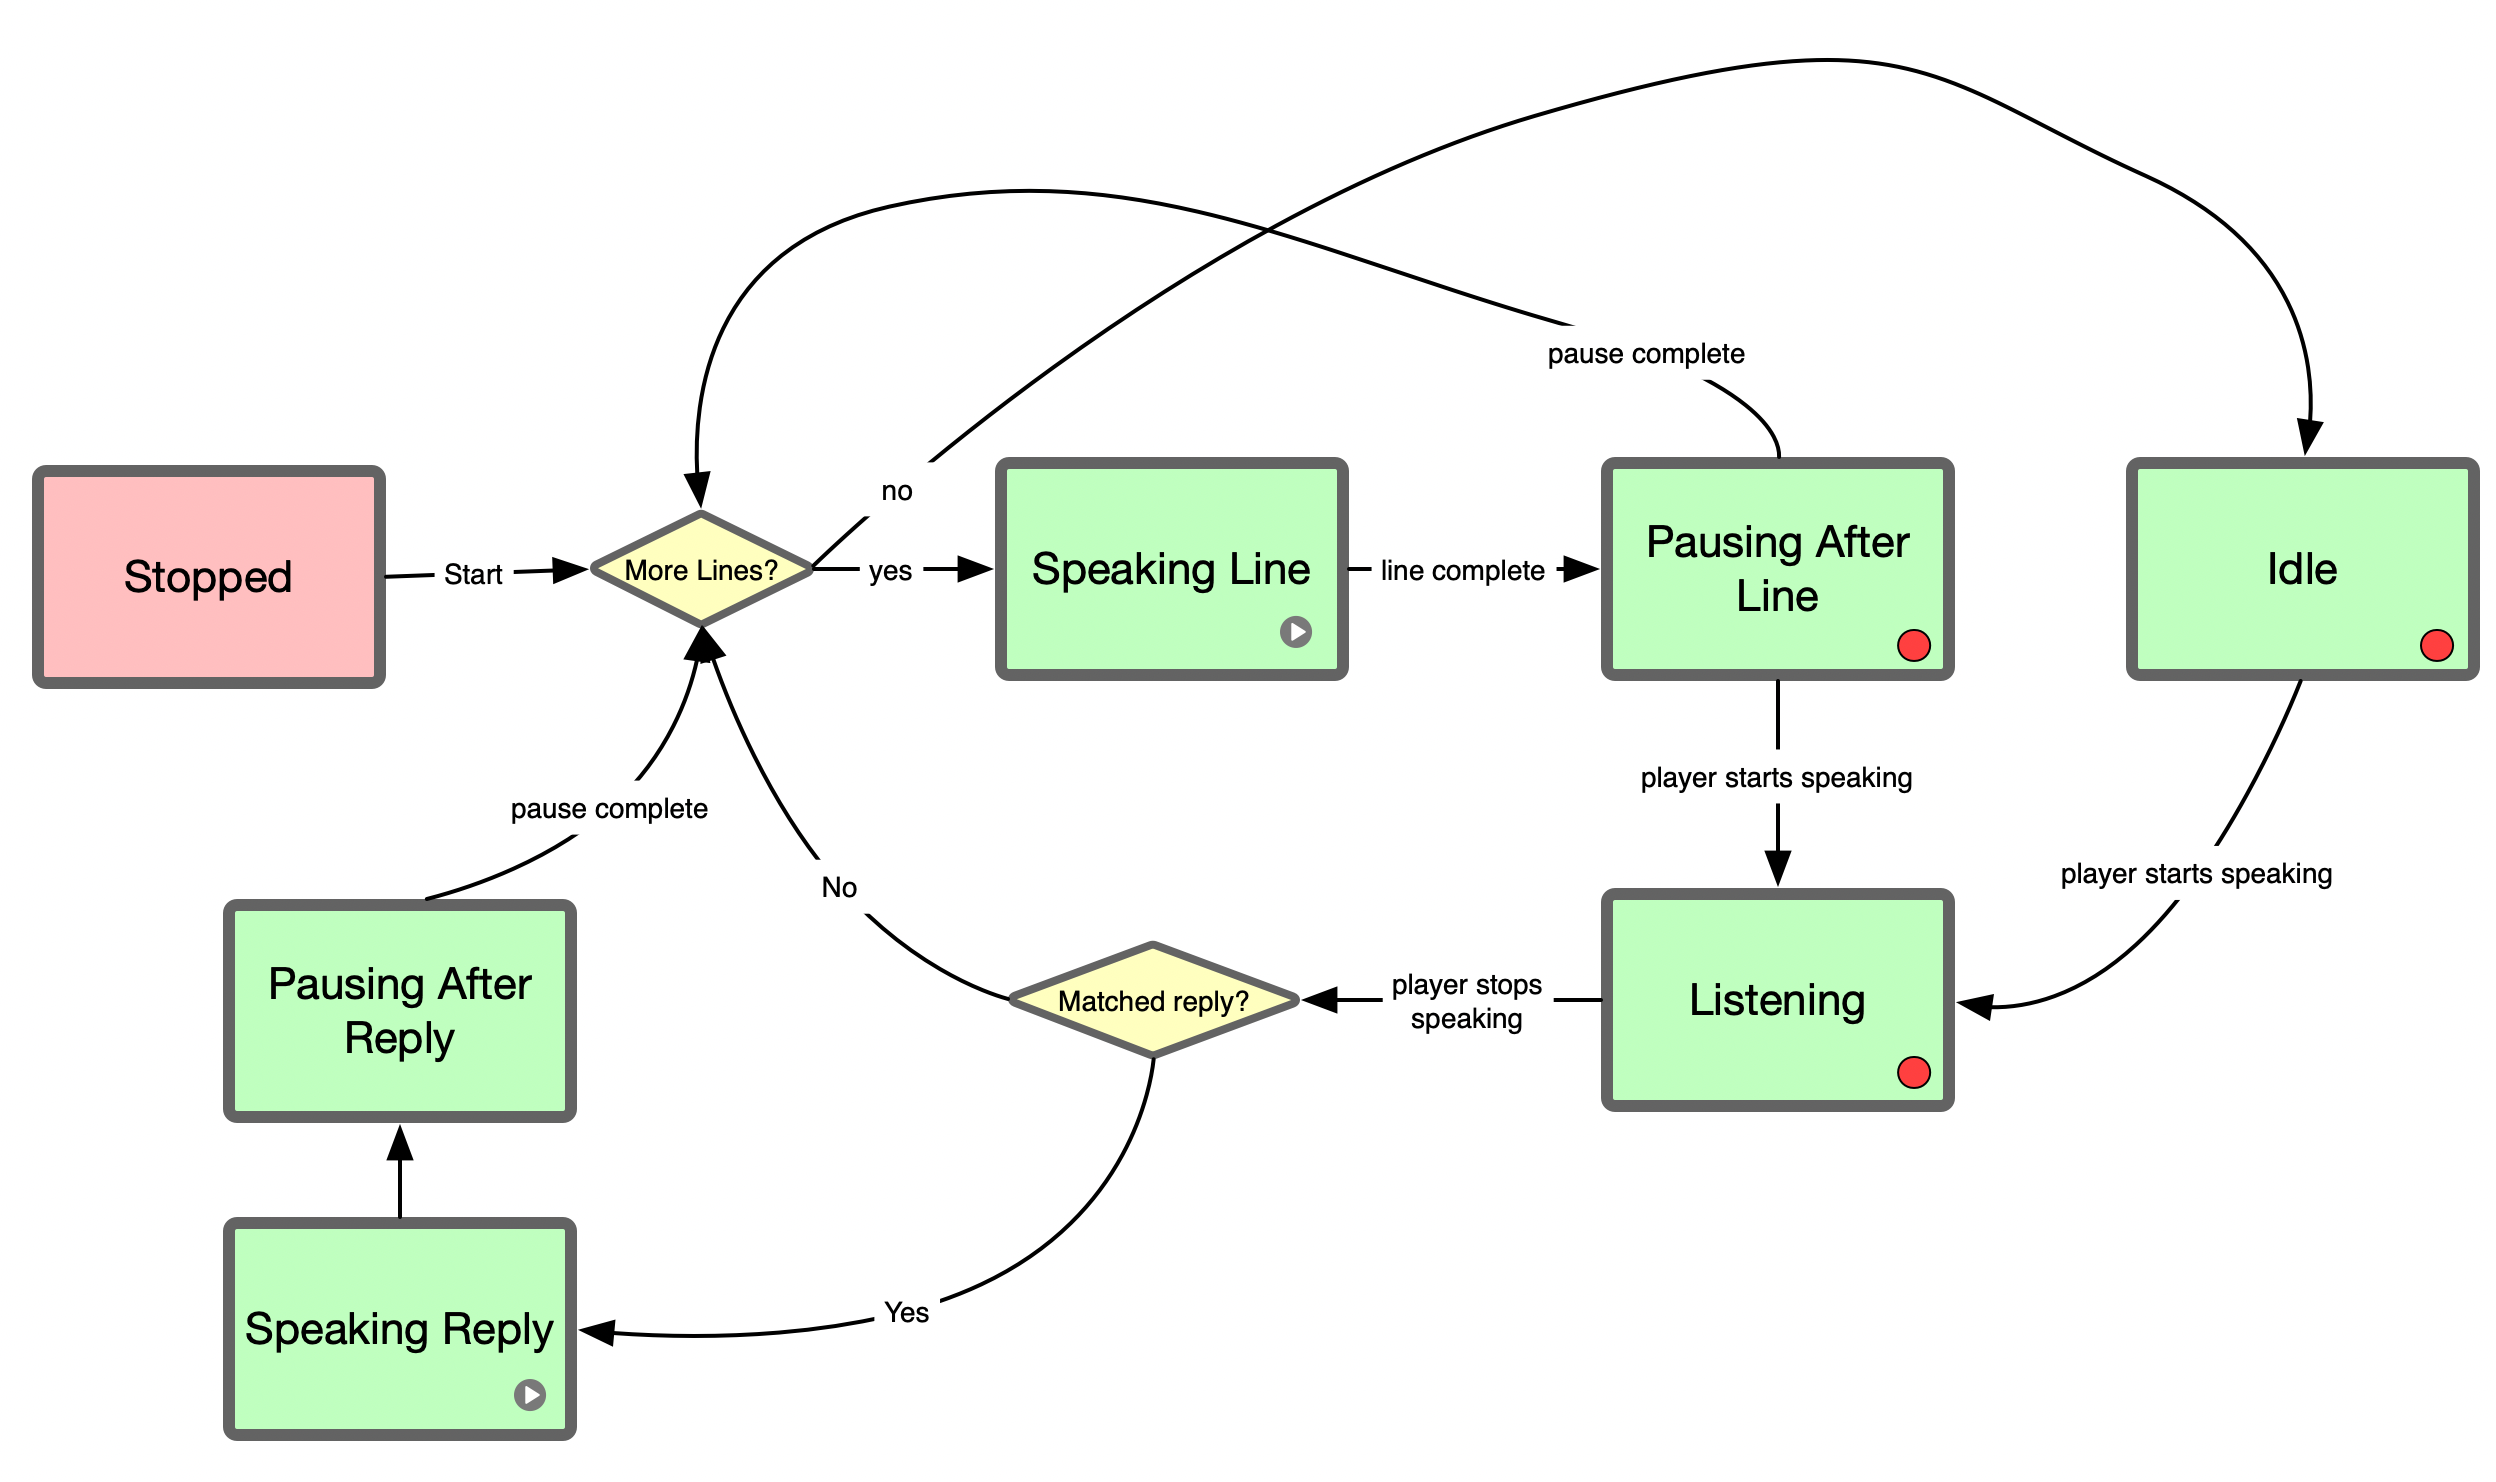 pause complete
no
Stopped
Start
More Lines?
yes
Speaking Line
line complete
Pausing After
Line
Idle
player starts speaking
pause complete
player starts speaking
No
Pausing After
Reply
Matched reply?
player stops
speaking
Listening
Speaking Reply
Yes